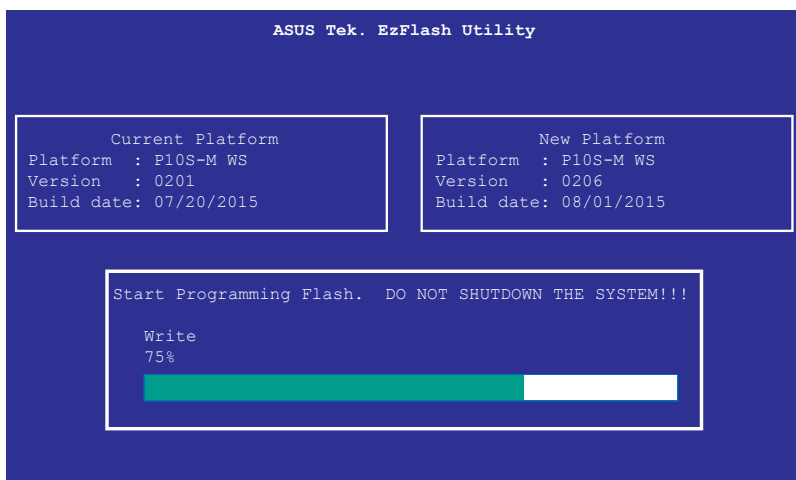 ASUS Tek. EzFlash Utility
Current Platform
Platform : P10S-M WS
Version : 0201
Build date: 07/20/2015
New Platform
Platform : P10S-M WS
Version : 0206
Build date: 08/01/2015
Start Programming Flash. DO NOT SHUTDOWN THE SYSTEM!!!
Write
75%